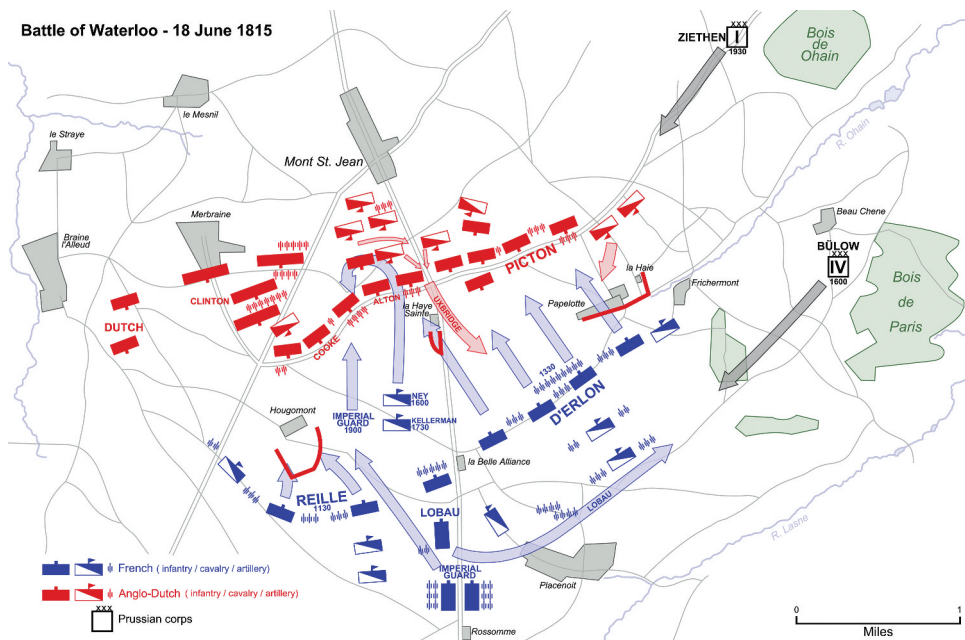 Battle of Waterloo - 18 June 1815
XXX
ZIETHEN I
1930
Bois
de
Ohain
le Mesnil
le Straye
Mont St. Jean
R. Ohain
Merbraine
Braine
l'Alleud
Beau Chene
BÜLOW
XXX
IV
1600
PICTON
la Haie
Frichermont
Papelotte
Bois
de
Paris
CLINTON
DUTCH
COOKE
ALTON
la Haye
Sainte
UXBRIDGE
1330
D'ERLON
NEY
1600
KELLERMAN
1730
IMPERIAL
GUARD
1900
Hougomont
la Belle Alliance
REILLE
1130
LOBAU
LOBAU
R. Lasne
IMPERIAL
GUARD
Placenoit
Rossomme
French ( infantry / cavalry / artillery)
Anglo-Dutch ( infantry / cavalry / artillery)
XXX
Prussian corps
0 1
Miles